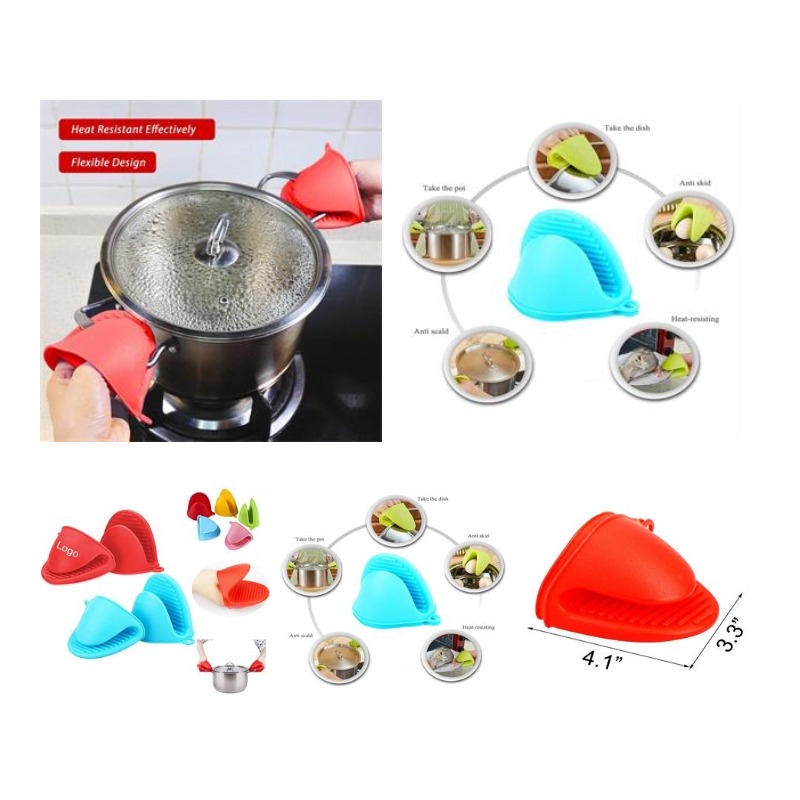 Heat Resistant Effectively
Flexible Design
Take the dish
Take the pot
Anti skid
Anti scald
Heat-resisting
Logo
Take the dish
Take the pot
Anti skid
Anti scald
Heat-resisting
4.1”
3.3”